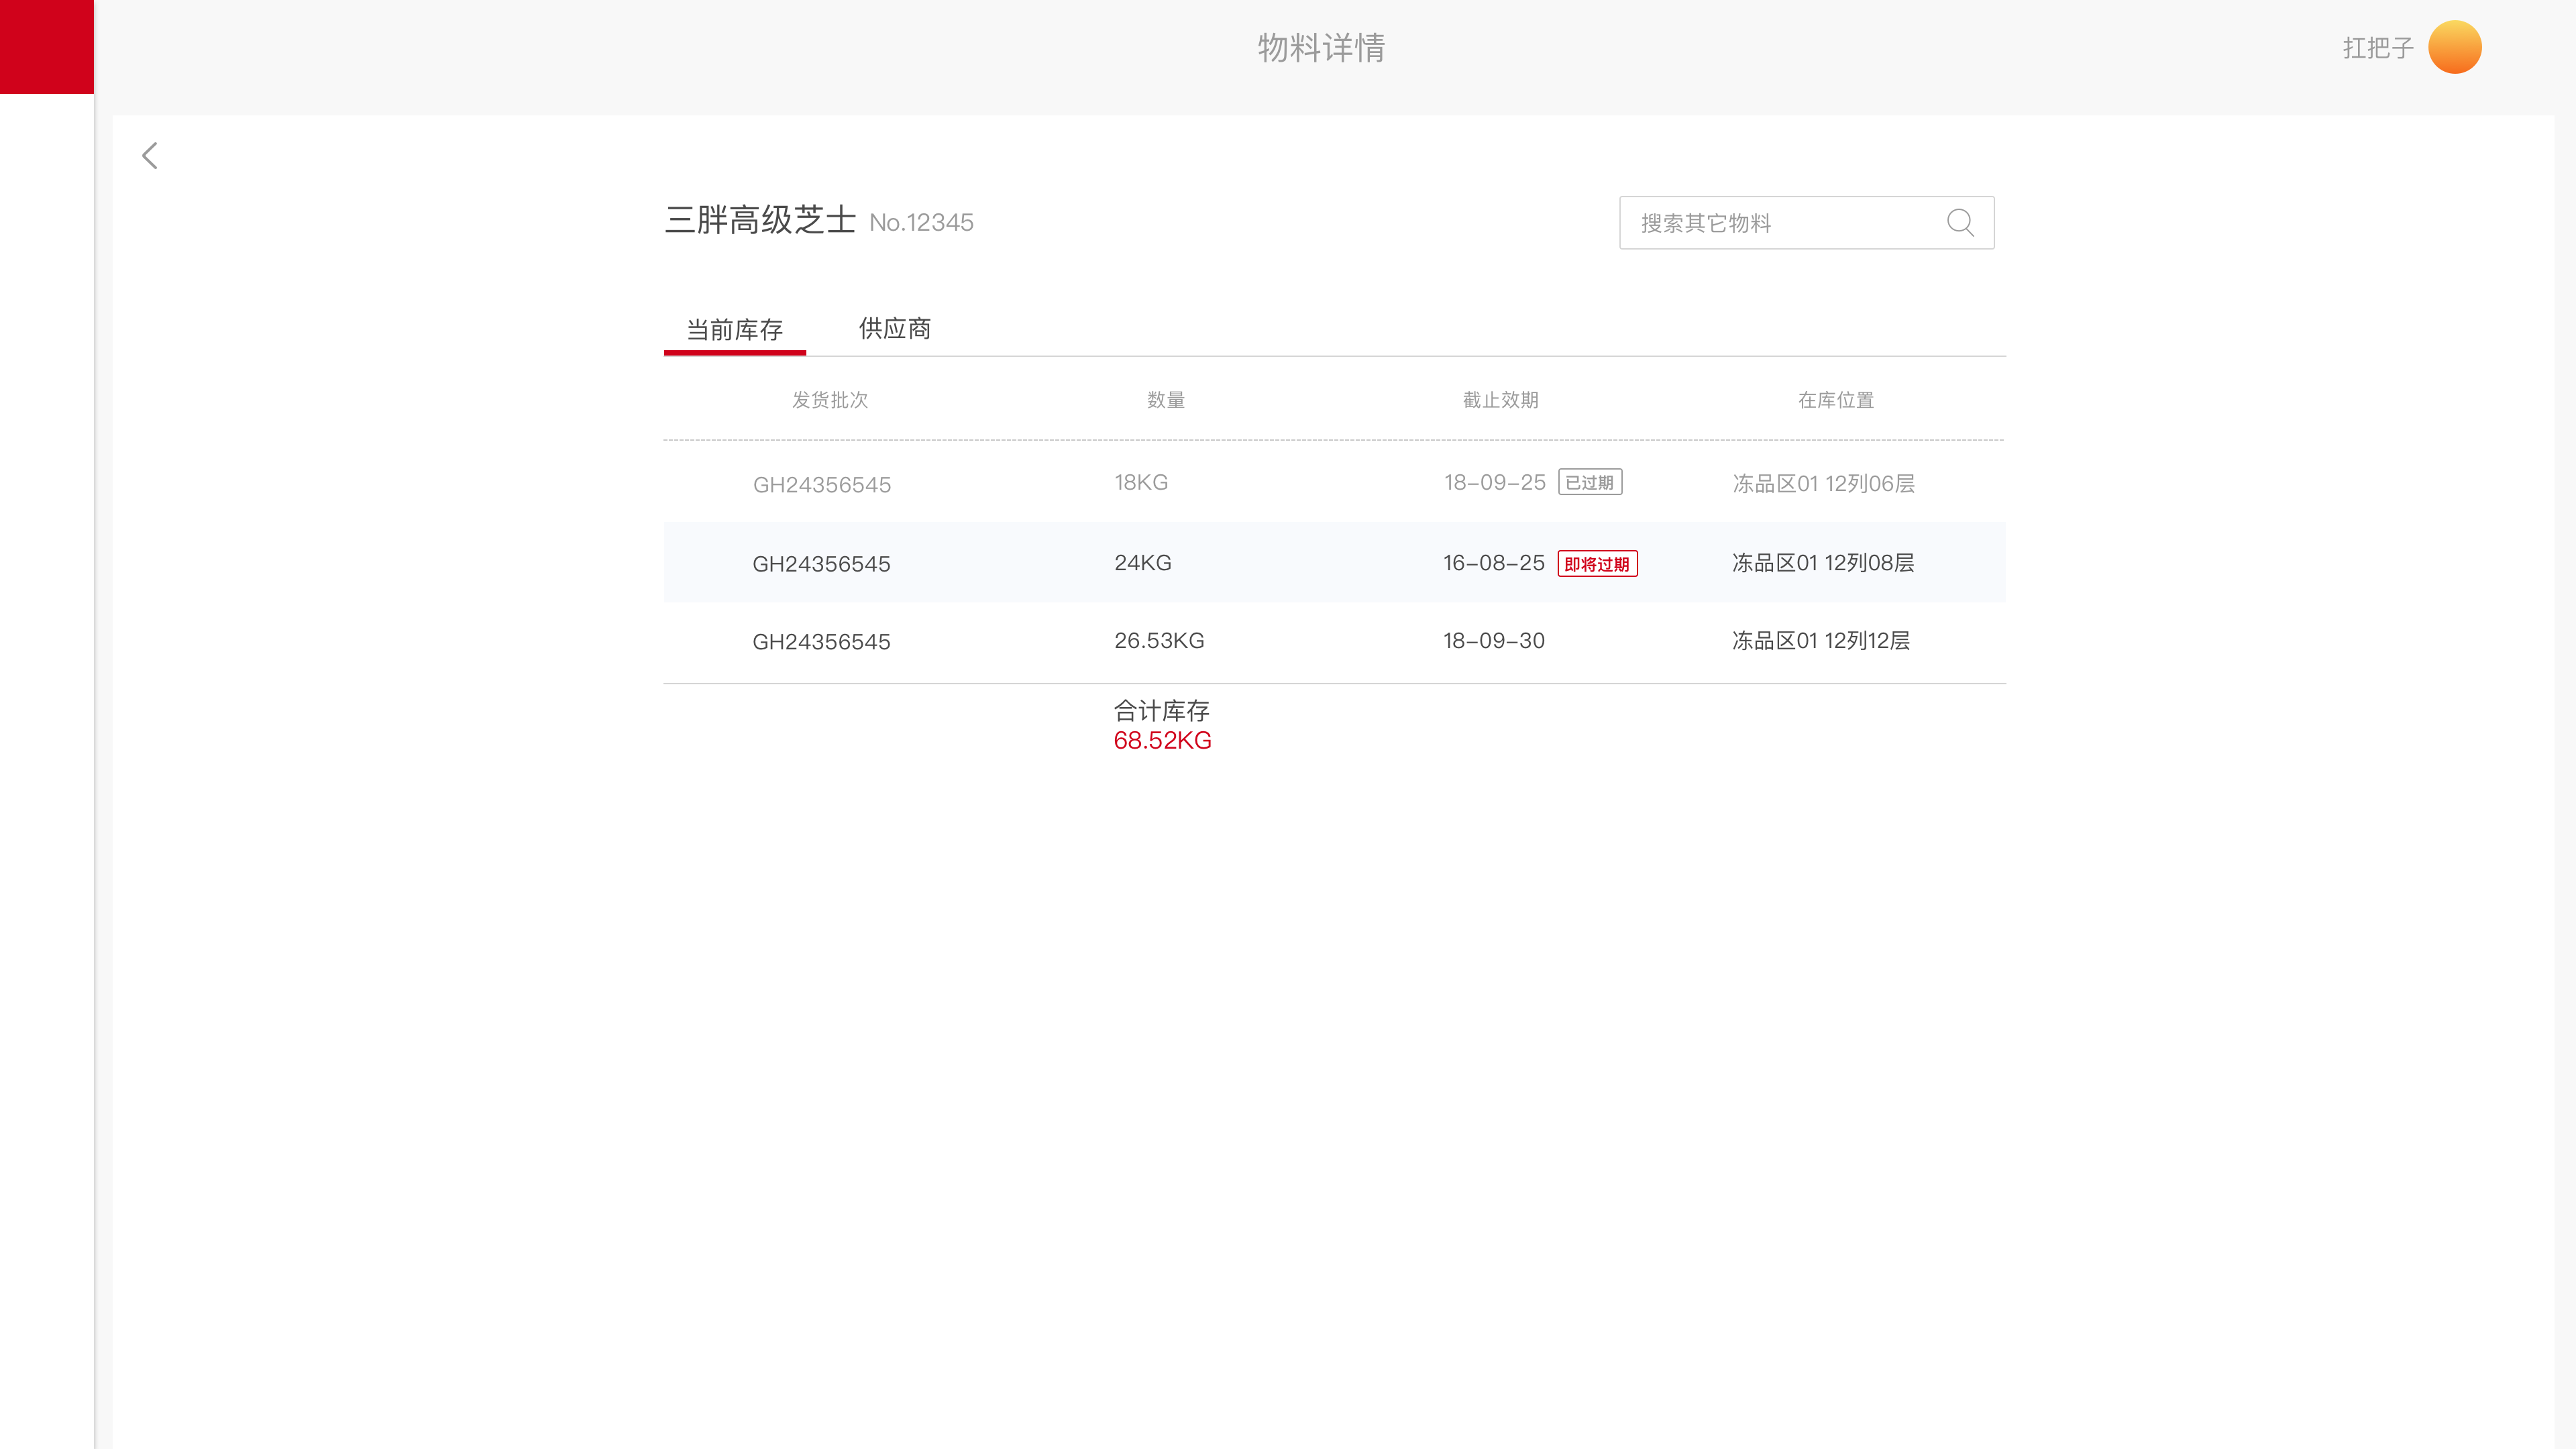 物料详情
扛把子
三胖高级芝士 No.12345
搜索其它物料
当前库存 供应商
发货批次 数量 截止效期 在库位置
GH24356545 18KG 18-09-25 已过期 冻品区01 12列06层
GH24356545 24KG 16-08-25 即将过期 冻品区01 12列08层
GH24356545 26.53KG 18-09-30 冻品区01 12列12层
合计库存
68.52KG